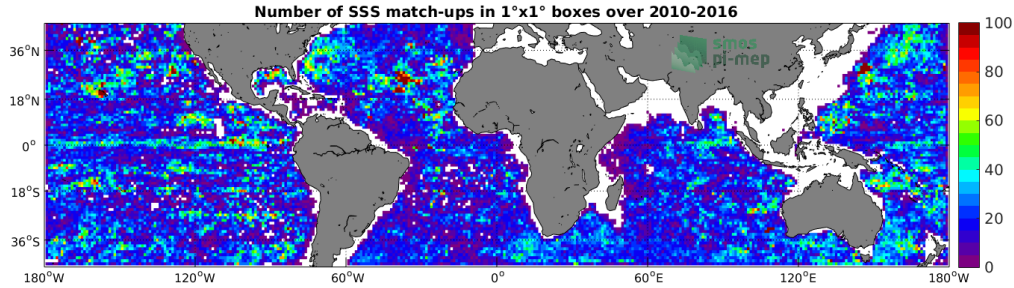 Number of SSS match-ups in 1°x1° boxes over 2010-2016
smos
pi-mep
36°N
18°N
0°
18°S
36°S
180°W
120°W
60°W
0°
60°E
120°E
180°W
100
80
60
40
20
0